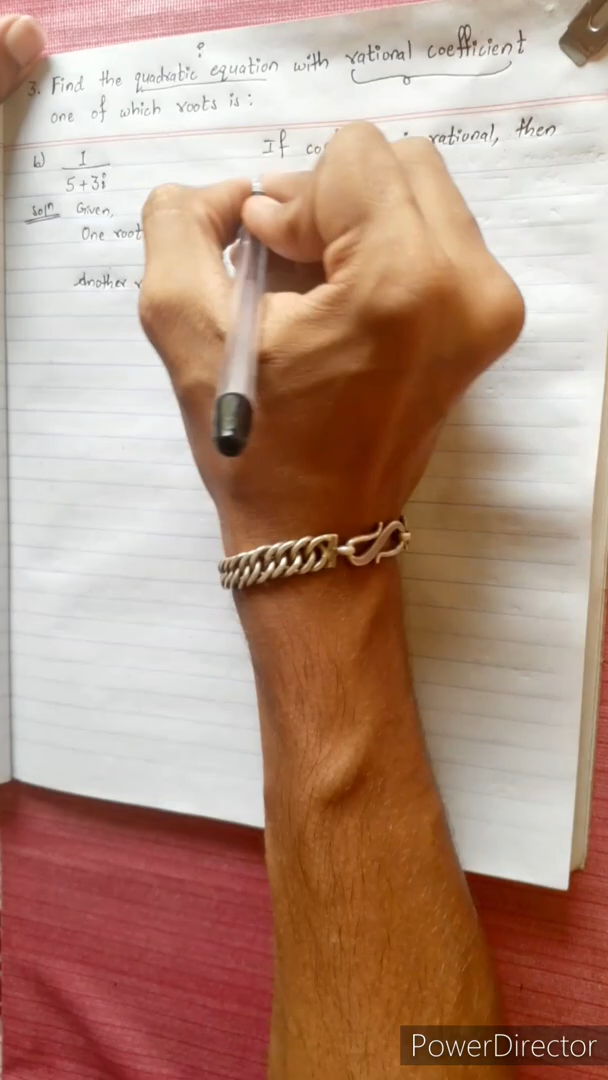 3. Find the quadratic equation with rational coefficient
one of which roots is :
b) 1
5+3i
If rational, then
Soln Given,
One root
Another
PowerDirector